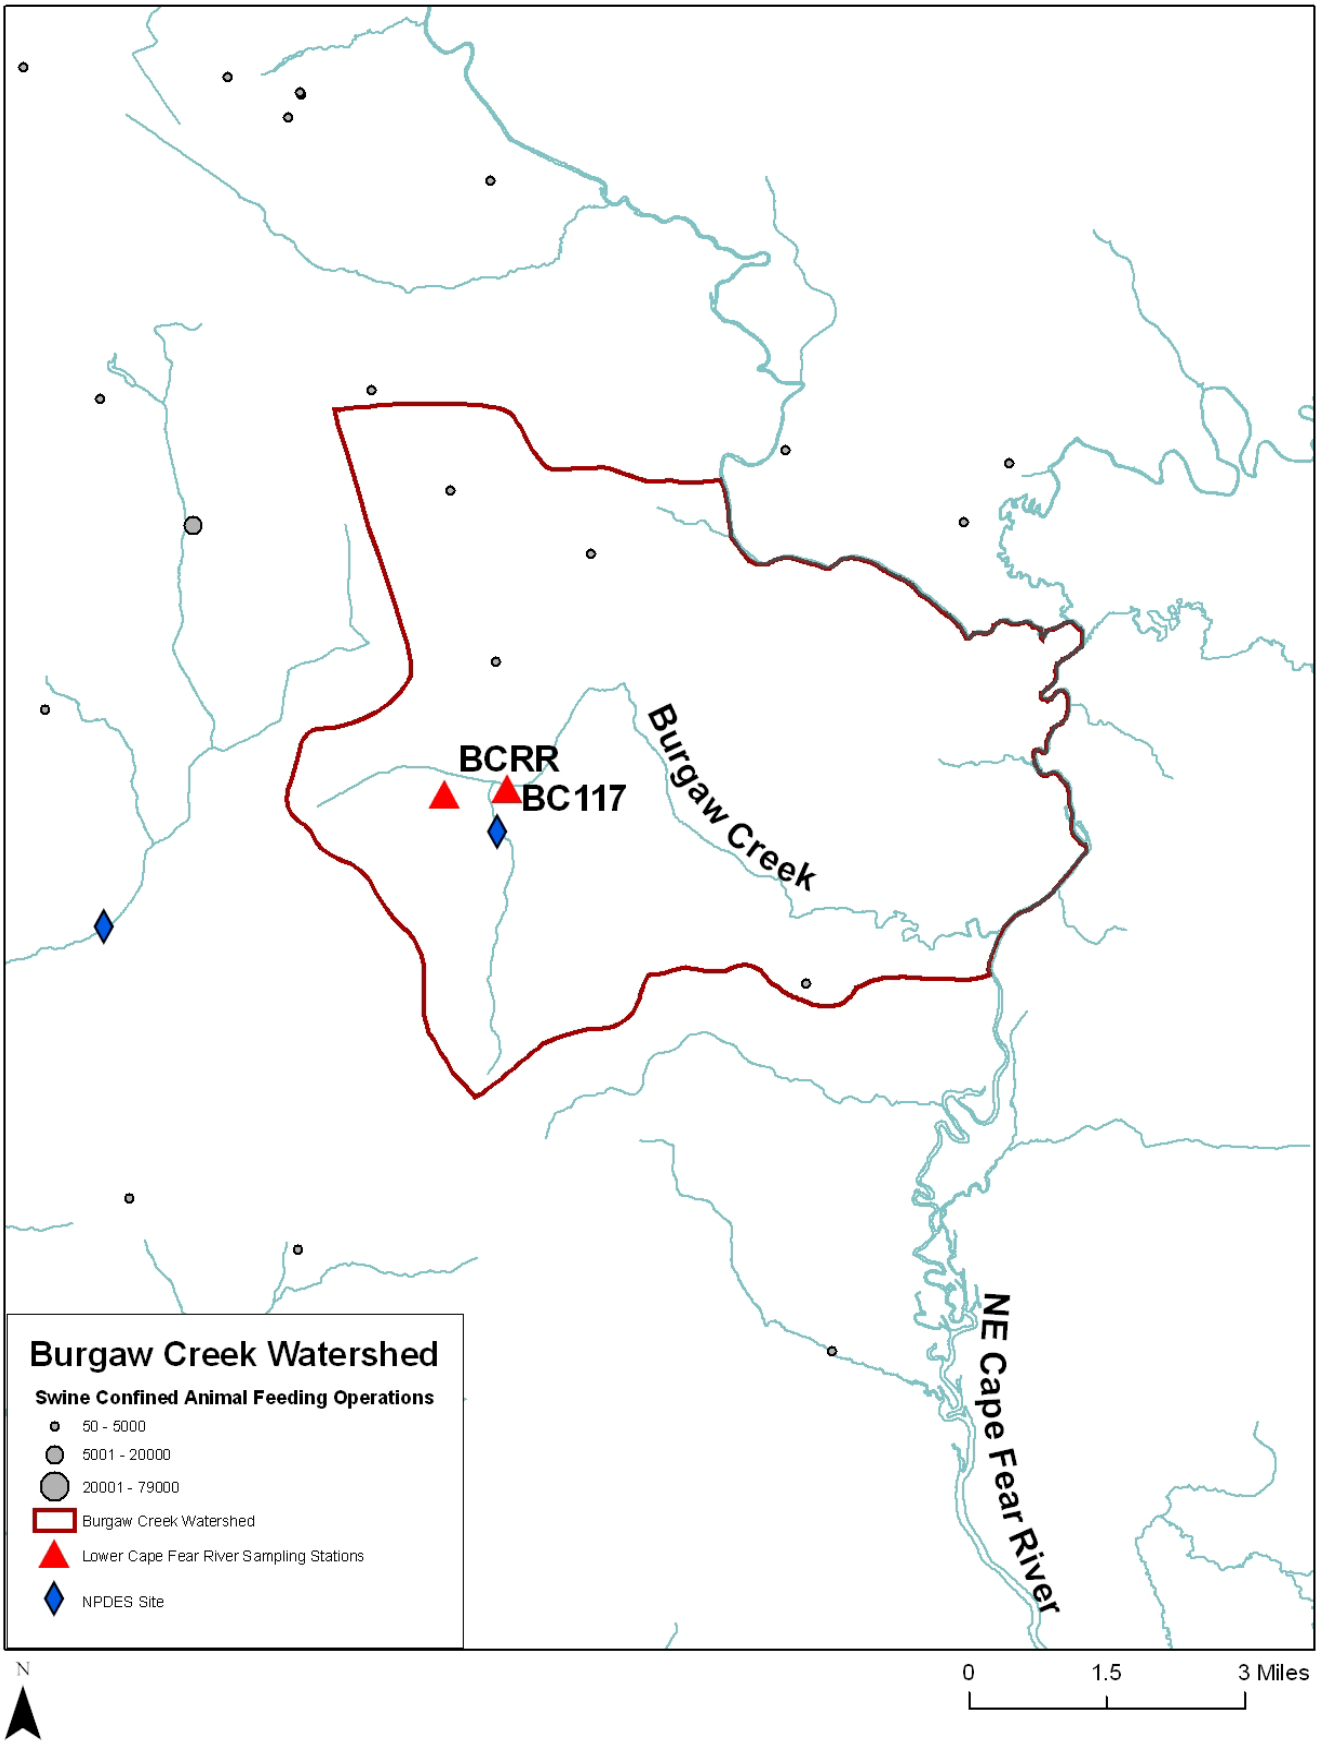 BCRR
BC117
Burgaw Creek
NE Cape Fear River
Burgaw Creek Watershed
Swine Confined Animal Feeding Operations
50 - 5000
5001 - 20000
20001 - 79000
Burgaw Creek Watershed
Lower Cape Fear River Sampling Stations
NPDES Site
N
0 1.5 3 Miles